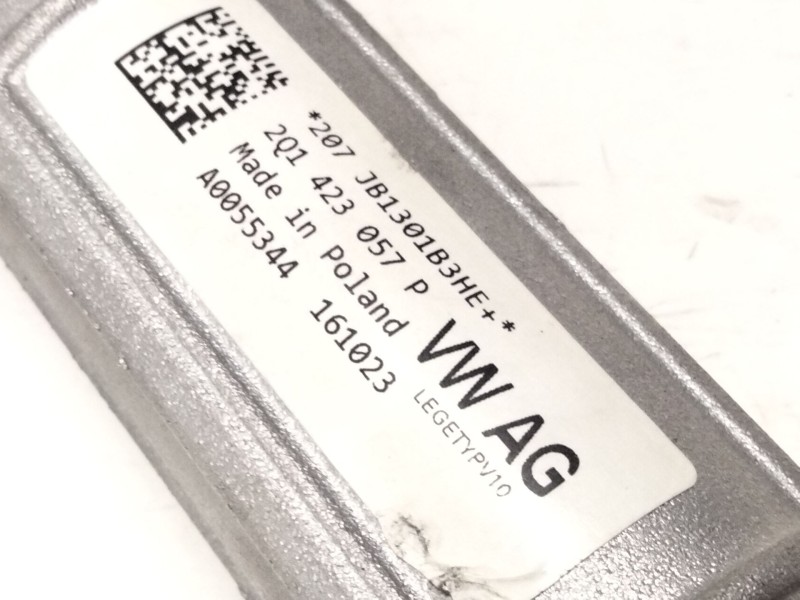 *207 JB1301B3HE+*
2Q1 423 057 P
Made in Poland
A0055344 161023
VW AG
LEGETYPV10